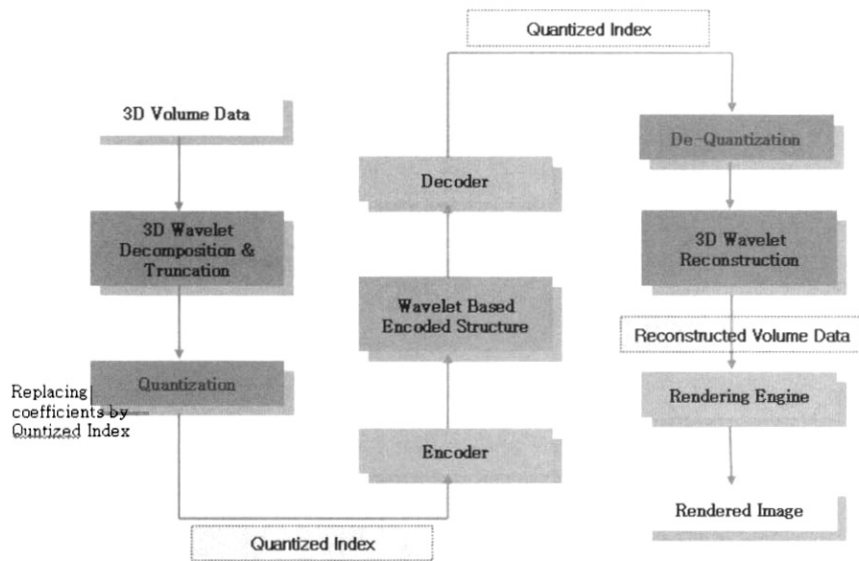 3D Volume Data
3D Wavelet
Decomposition &
Truncation
Quantization
Replacing
coefficients by
Quntized Index
Quantized Index
Encoder
Wavelet Based
Encoded Structure
Decoder
Quantized Index
De-Quantization
3D Wavelet
Reconstruction
Reconstructed Volume Data
Rendering Engine
Rendered Image